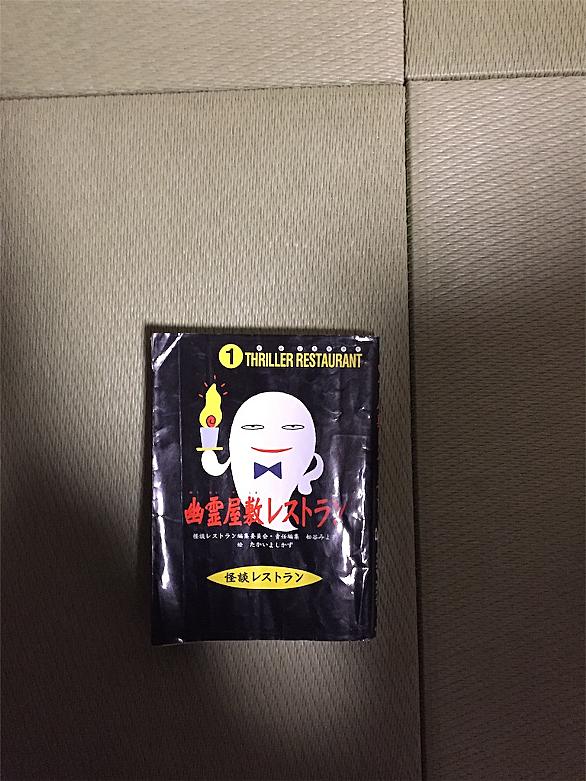 1 THRILLER RESTAURANT
幽霊屋敷レストラン
怪談レストラン編集委員会・責任編集 松谷みよ
絵 たかいよしかず
怪談レストラン